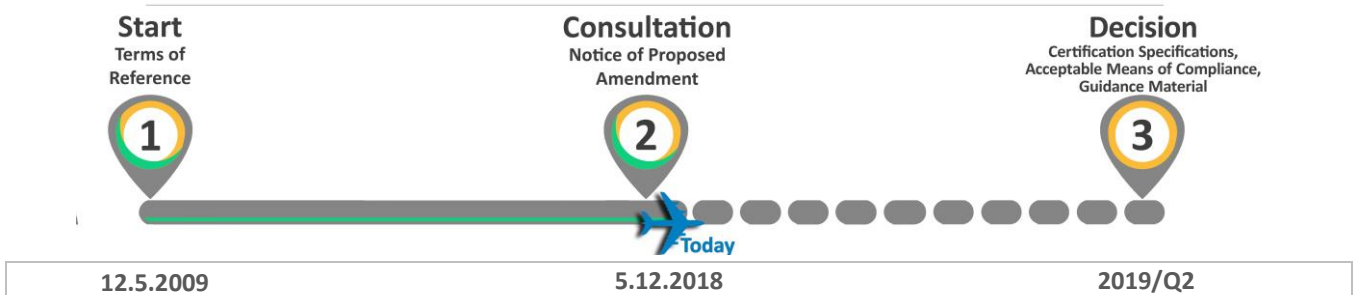 Start
Terms of
Reference
1
Consultation
Notice of Proposed
Amendment
2
Decision
Certification Specifications,
Acceptable Means of Compliance,
Guidance Material
3
Today
12.5.2009
5.12.2018
2019/Q2